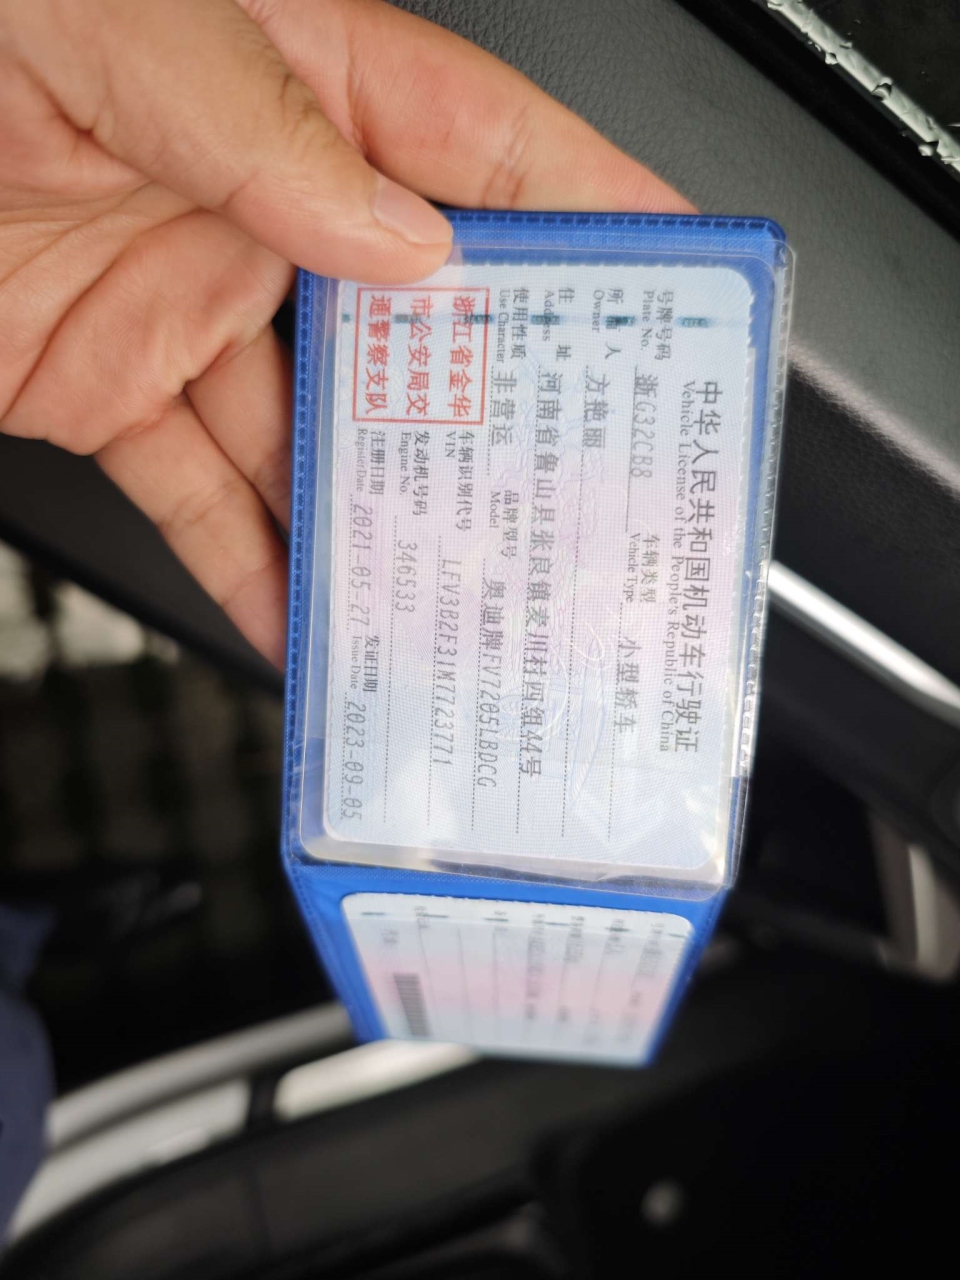 中华人民共和国机动车行驶证
Vehicle License of the People's Republic of China
号牌号码 浙G32CB8 车辆类型 小型轿车
Plate No. Vehicle Type
所有人 方艳丽
Owner
住址 河南省鲁山县张良镇麦川村四组44号
Address
使用性质 非营运 品牌型号 奥迪牌FV7205LBDCG
Use Character Model
浙江省金华
市公安局交
通警察支队
车辆识别代号 LFV3B2F31M7723771
VIN
发动机号码 346533
Engine No.
注册日期 2021-05-27 发证日期 2023-09-05
Register Date Issue Date